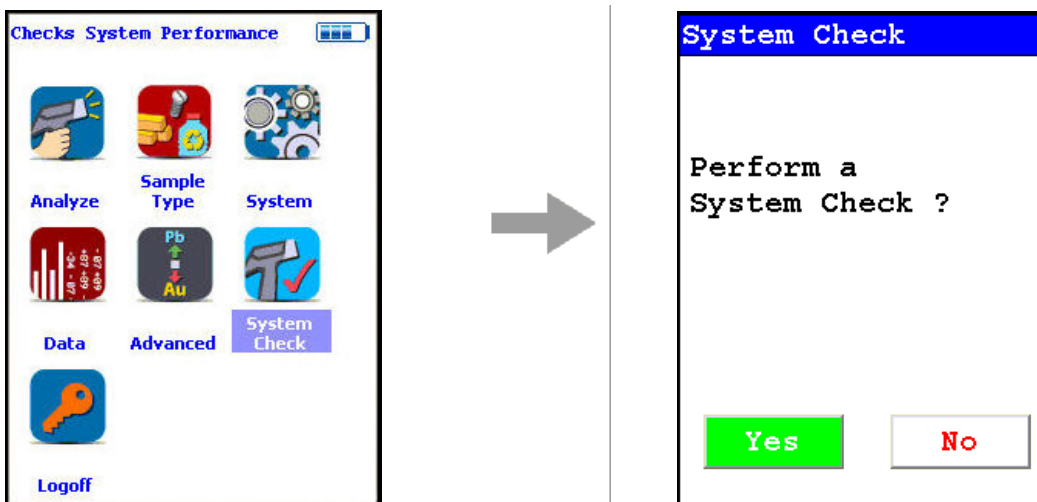 Checks System Performance
Analyze
Sample
Type
System
Pb
Au
Data
Advanced
System
Check
Logoff
System Check
Perform a
System Check ?
Yes
No